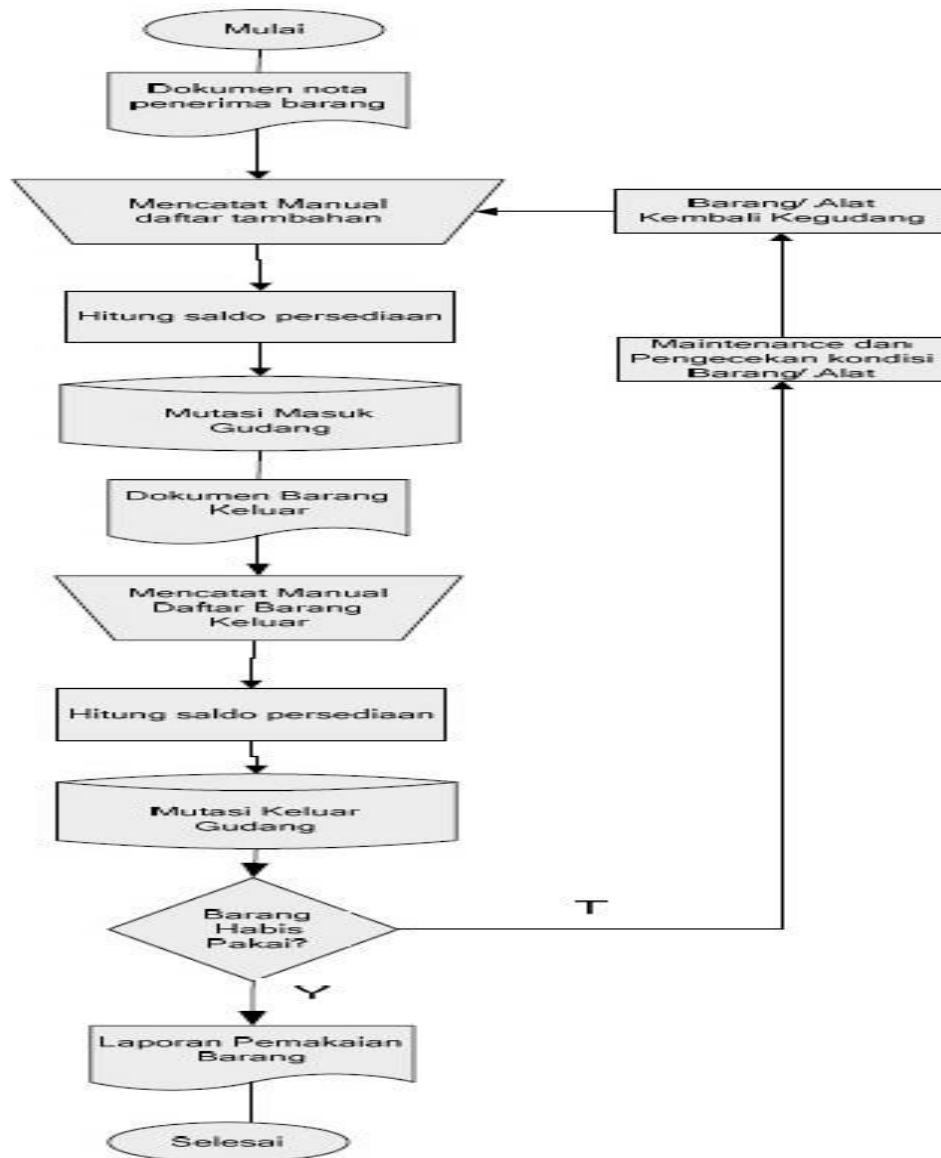 Mulai
Dokumen nota
penerima barang
Mencatat Manual
daftar tambahan
Barang/ Alat
Kembali Kegudang
Hitung saldo persediaan
Maintenance dan
Pengecekan kondisi
Barang/ Alat
Mutasi Masuk
Gudang
Dokumen Barang
Keluar
Mencatat Manual
Daftar Barang
Keluar
Hitung saldo persediaan
Mutasi Keluar
Gudang
Barang
Habis
Pakai?
T
Y
Laporan Pemakaian
Barang
Selesai